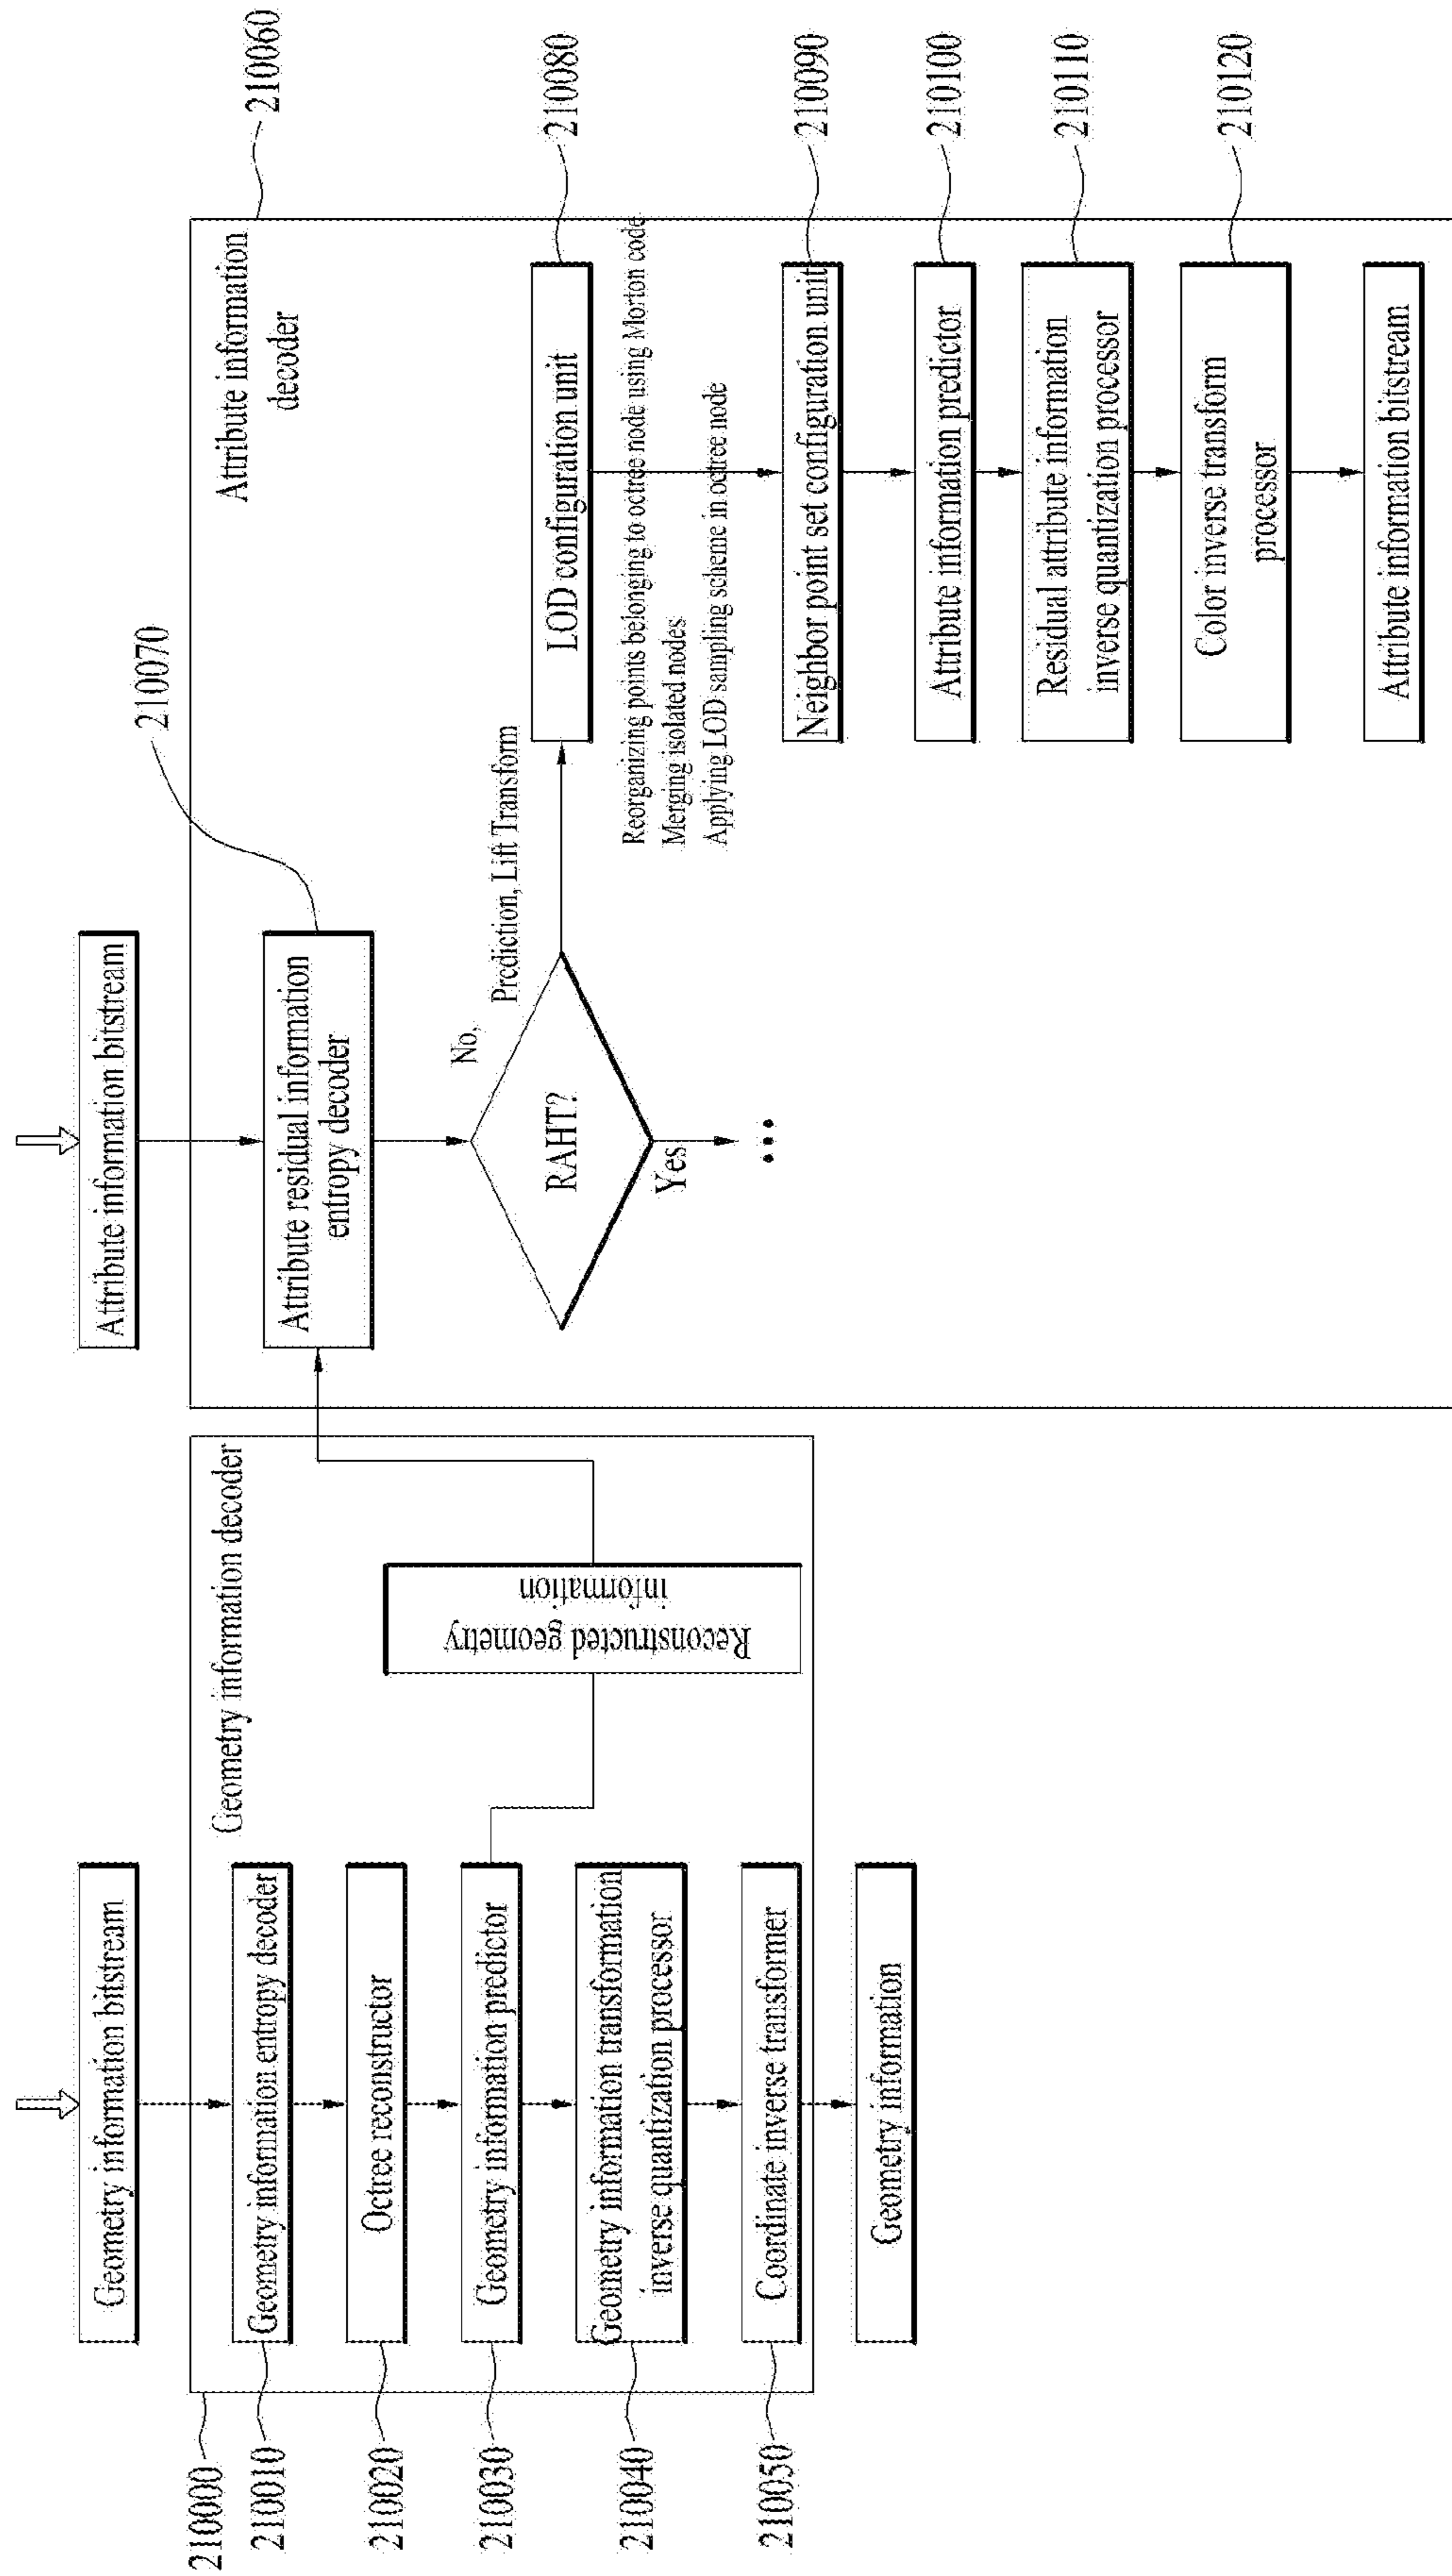 Geometry information bitstream
210000
Geometry information decoder
210010
Geometry information entropy decoder
210020
Octree reconstructor
210030
Geometry information predictor
Reconstructed geometry
information
210040
Geometry information transformation
inverse quantization processor
210050
Coordinate inverse transformer
Geometry information
Attribute information bitstream
210060
Attribute information
decoder
210070
Attribute residual information
entropy decoder
RAHT?
No,
Prediction, Lift Transform
Yes
LOD configuration unit
210080
Reorganizing points belonging to octree node using Morton code
Merging isolated nodes
Applying LOD sampling scheme in octree node
Neighbor point set configuration unit
210090
Attribute information predictor
210100
Residual attribute information
inverse quantization processor
210110
Color inverse transform
processor
210120
Attribute information bitstream